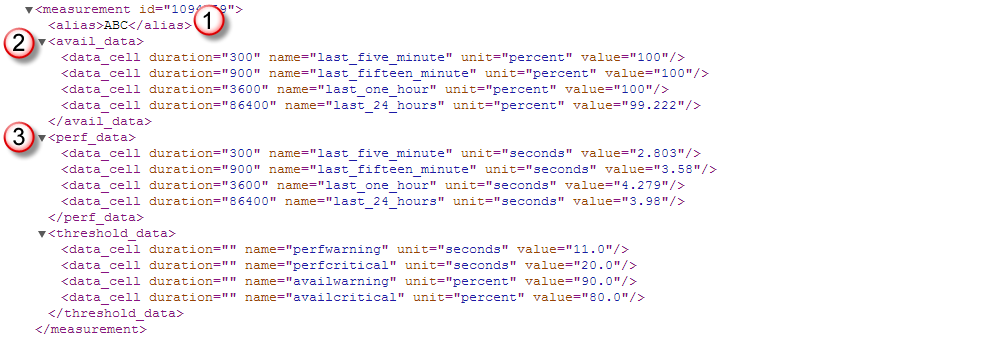 ▼<measurement id="109
<alias>ABC</alias> 1
2 ▼<avail_data>
<data_cell duration="300" name="last_five_minute" unit="percent" value="100"/>
<data_cell duration="900" name="last_fifteen_minute" unit="percent" value="100"/>
<data_cell duration="3600" name="last_one_hour" unit="percent" value="100"/>
<data_cell duration="86400" name="last_24_hours" unit="percent" value="99.222"/>
</avail_data>
3 ▼<perf_data>
<data_cell duration="300" name="last_five_minute" unit="seconds" value="2.803"/>
<data_cell duration="900" name="last_fifteen_minute" unit="seconds" value="3.58"/>
<data_cell duration="3600" name="last_one_hour" unit="seconds" value="4.279"/>
<data_cell duration="86400" name="last_24_hours" unit="seconds" value="3.98"/>
</perf_data>
▼<threshold_data>
<data_cell duration="" name="perfwarning" unit="seconds" value="11.0"/>
<data_cell duration="" name="perfcritical" unit="seconds" value="20.0"/>
<data_cell duration="" name="availwarning" unit="percent" value="90.0"/>
<data_cell duration="" name="availcritical" unit="percent" value="80.0"/>
</threshold_data>
</measurement>